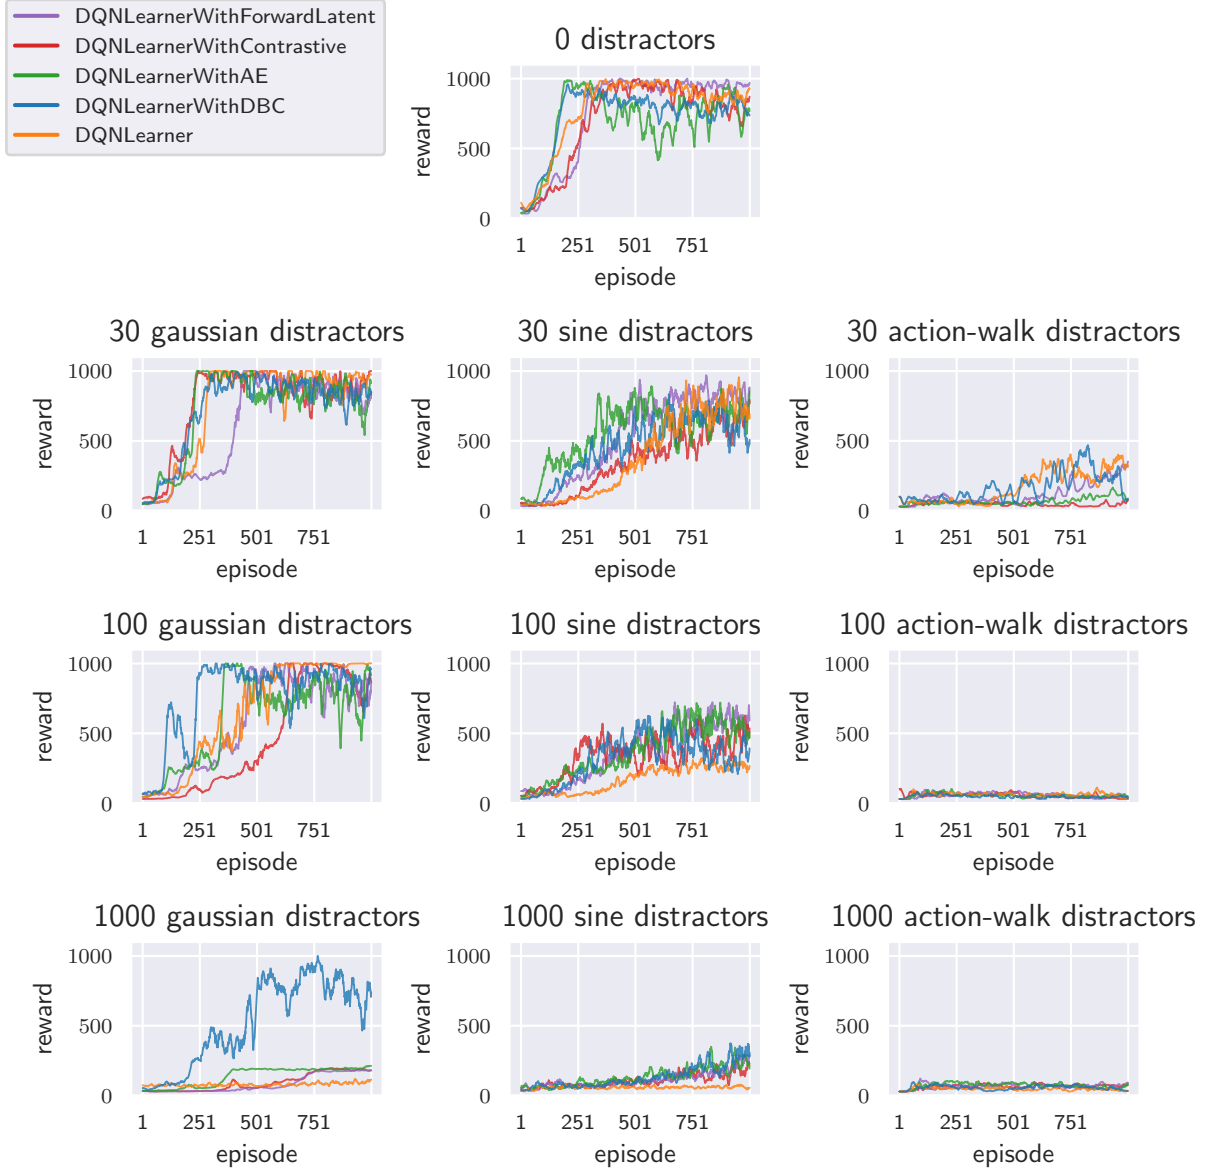 DQNLearnerWithForwardLatent
DQNLearnerWithContrastive
DQNLearnerWithAE
DQNLearnerWithDBC
DQNLearner
0 distractors
1000
500
0
reward
1 251 501 751
episode
30 gaussian distractors
1000
500
0
reward
1 251 501 751
episode
30 sine distractors
1000
500
0
reward
1 251 501 751
episode
30 action-walk distractors
1000
500
0
reward
1 251 501 751
episode
100 gaussian distractors
1000
500
0
reward
1 251 501 751
episode
100 sine distractors
1000
500
0
reward
1 251 501 751
episode
100 action-walk distractors
1000
500
0
reward
1 251 501 751
episode
1000 gaussian distractors
1000
500
0
reward
1 251 501 751
episode
1000 sine distractors
1000
500
0
reward
1 251 501 751
episode
1000 action-walk distractors
1000
500
0
reward
1 251 501 751
episode